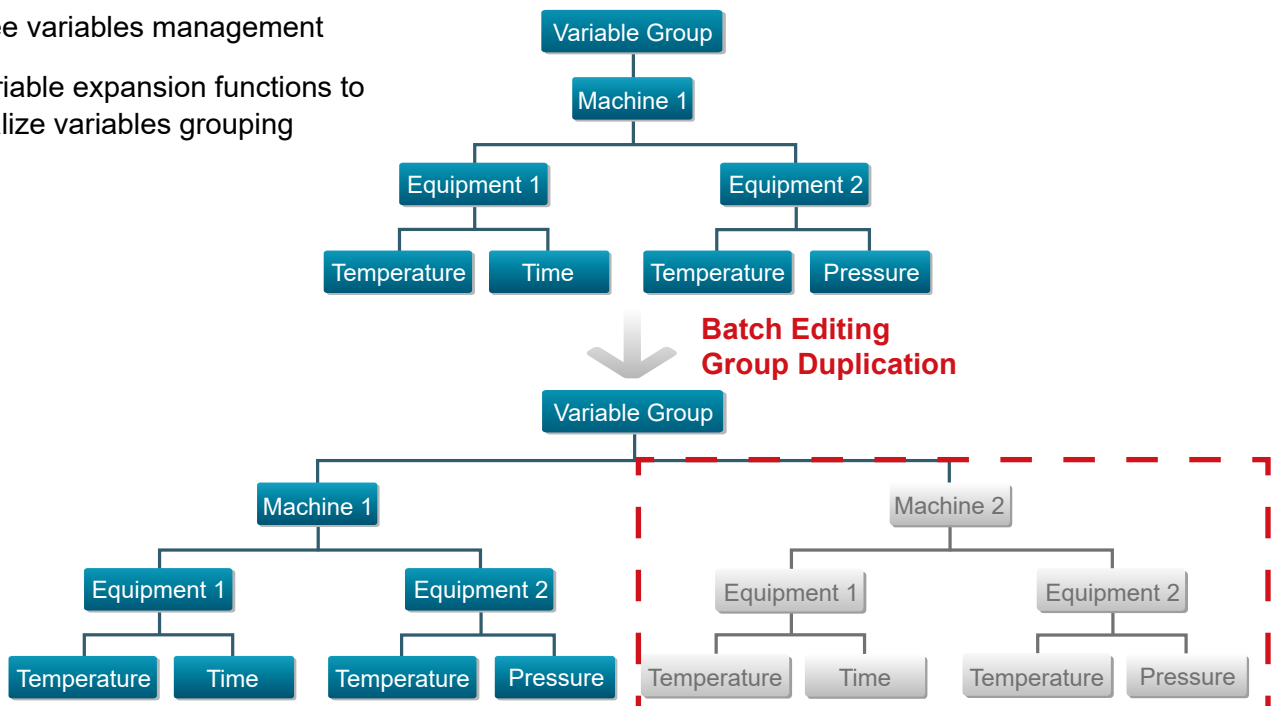 ee variables management
riable expansion functions to
alize variables grouping
Variable Group
Machine 1
Equipment 1
Equipment 2
Temperature
Time
Temperature
Pressure
Batch Editing
Group Duplication
Variable Group
Machine 1
Machine 2
Equipment 1
Equipment 2
Equipment 1
Equipment 2
Temperature
Time
Temperature
Pressure
Temperature
Time
Temperature
Pressure